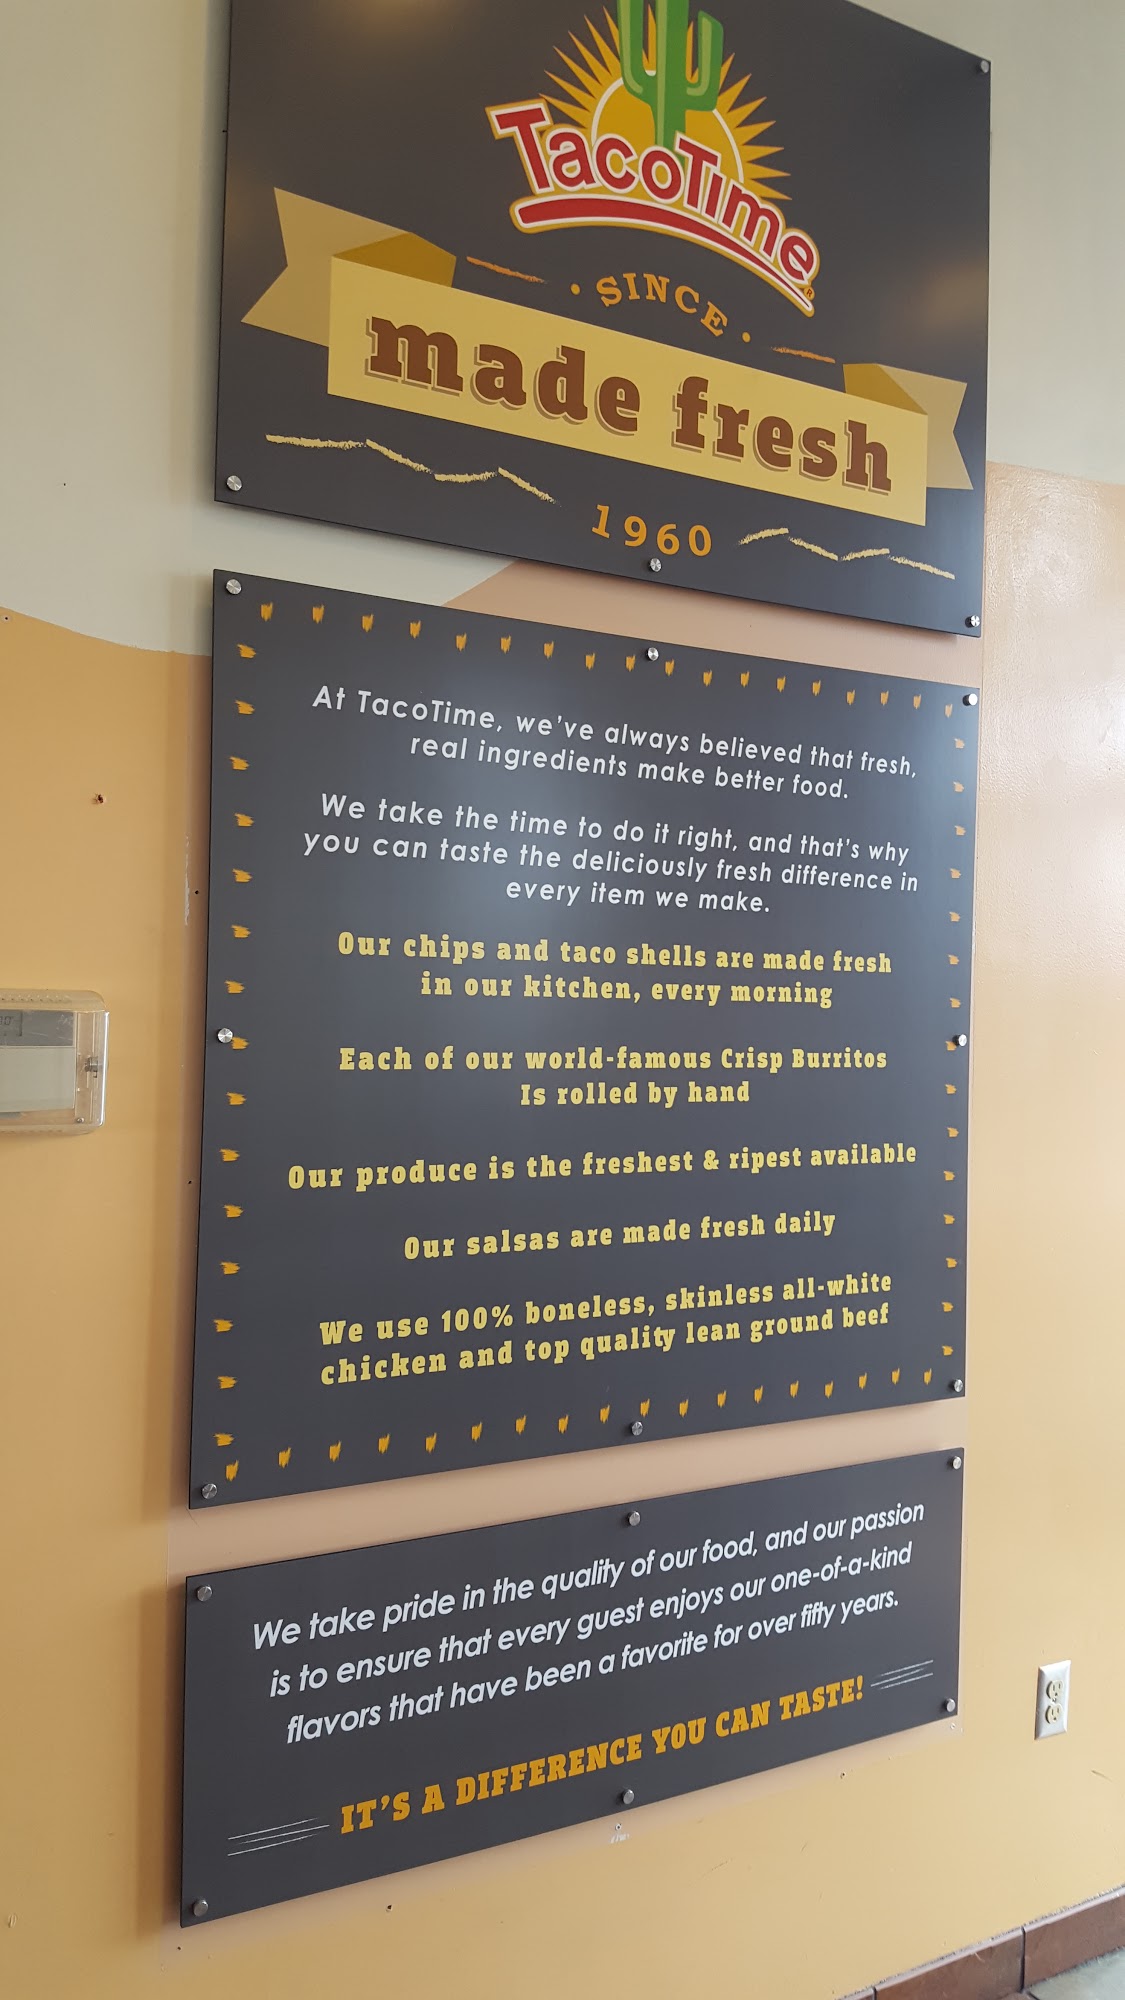 TacoTime®
• SINCE •
made fresh
1960
At TacoTime, we've always believed that fresh,
real ingredients make better food.
We take the time to do it right, and that's why
you can taste the deliciously fresh difference in
every item we make.
Our chips and taco shells are made fresh
in our kitchen, every morning
Each of our world-famous Crisp Burritos
Is rolled by hand
Our produce is the freshest & ripest available
Our salsas are made fresh daily
We use 100% boneless, skinless all-white
chicken and top quality lean ground beef
We take pride in the quality of our food, and our passion
is to ensure that every guest enjoys our one-of-a-kind
flavors that have been a favorite for over fifty years.
IT'S A DIFFERENCE YOU CAN TASTE!